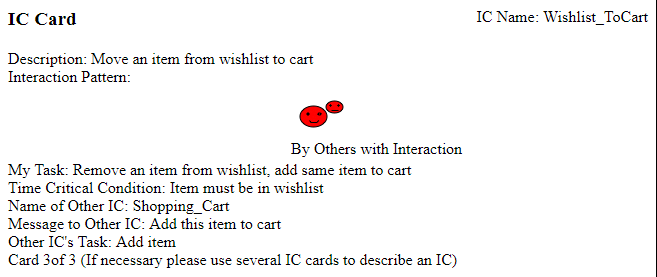 IC Card
IC Name: Wishlist_ToCart
Description: Move an item from wishlist to cart
Interaction Pattern:
By Others with Interaction
My Task: Remove an item from wishlist, add same item to cart
Time Critical Condition: Item must be in wishlist
Name of Other IC: Shopping_Cart
Message to Other IC: Add this item to cart
Other IC's Task: Add item
Card 3of 3 (If necessary please use several IC cards to describe an IC)